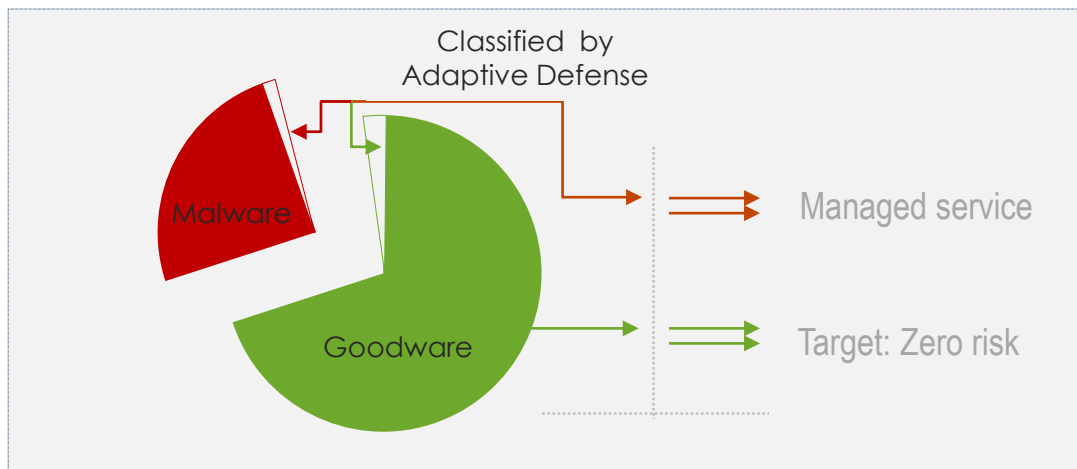 Classified by
Adaptive Defense
Malware
Managed service
Goodware
Target: Zero risk